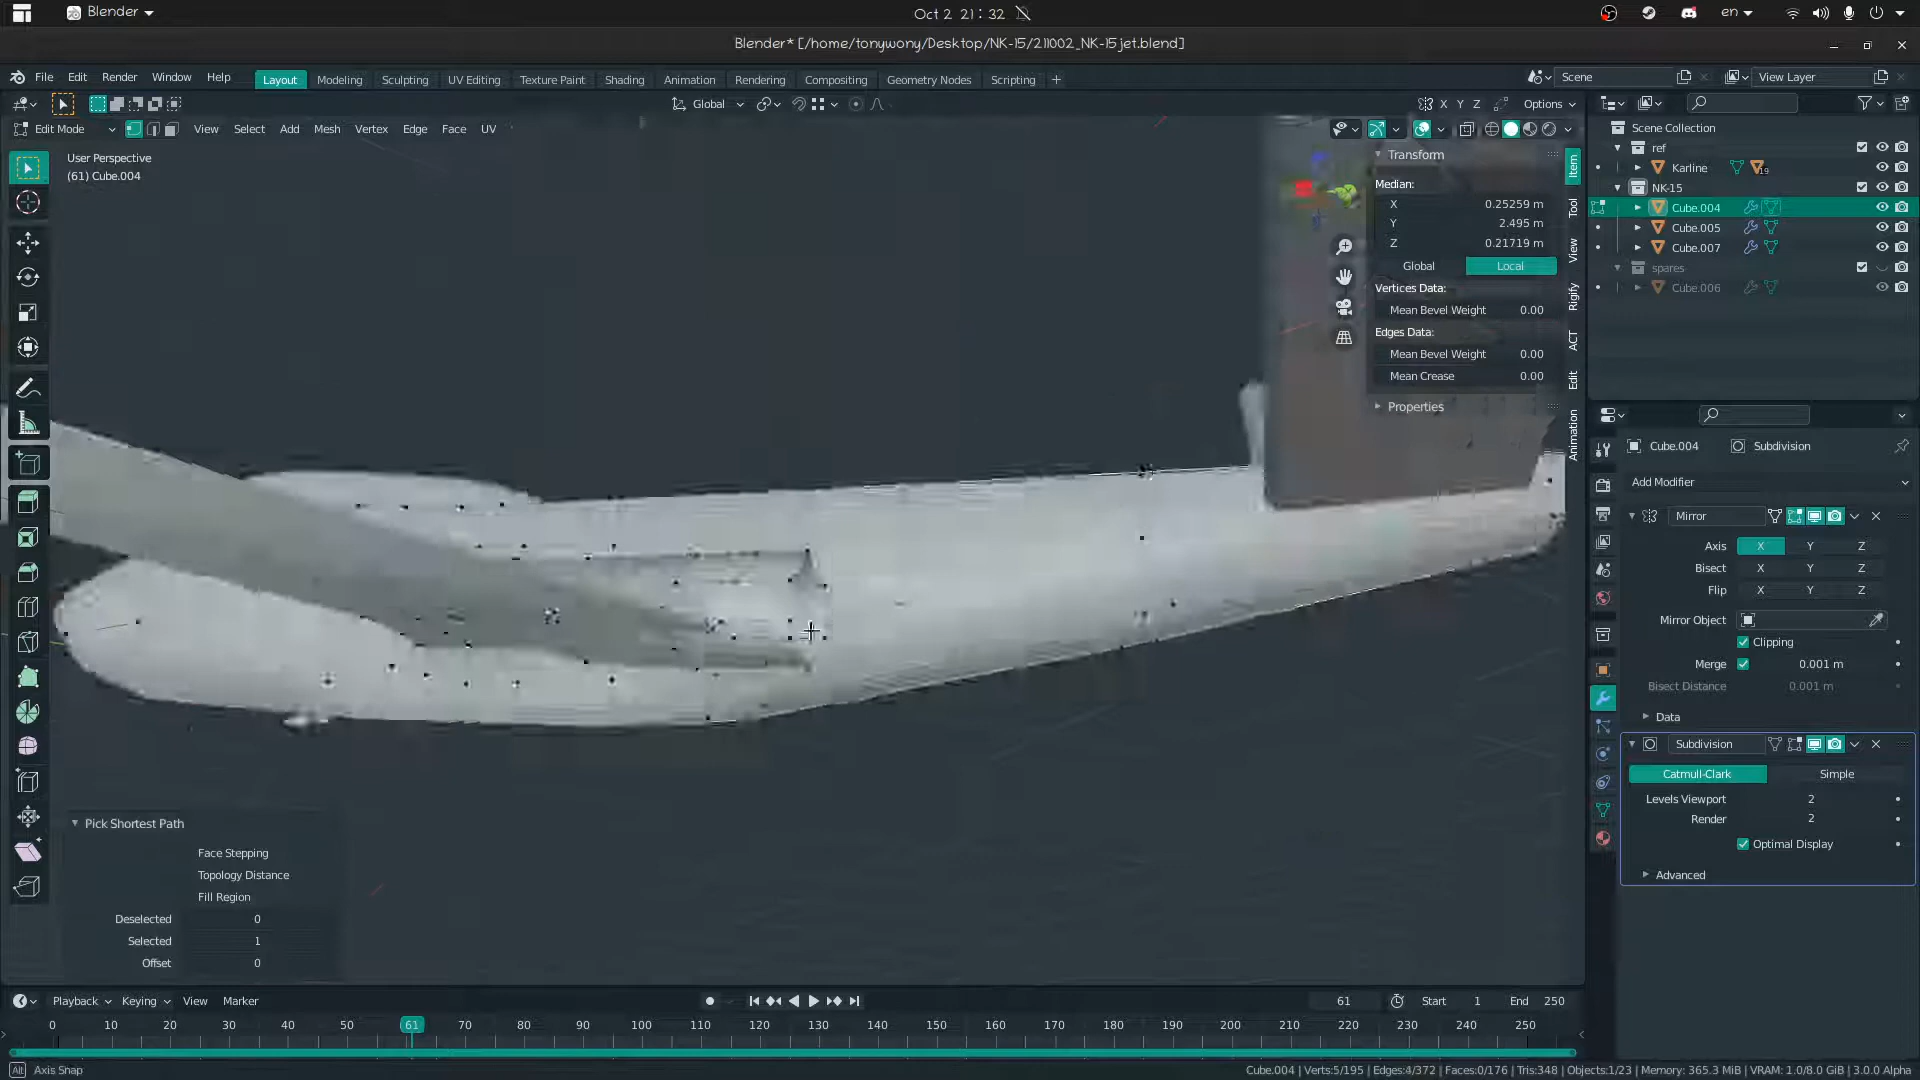 Blender
Oct 2 21:32
en
Blender* [/home/tonywony/Desktop/NK-15/211002_NK-15jet.blend]
File Edit Render Window Help
Layout Modeling Sculpting UV Editing Texture Paint Shading Animation Rendering Compositing Geometry Nodes Scripting +
Scene
View Layer
Global
X Y Z
Options
Edit Mode
View Select Add Mesh Vertex Edge Face UV
User Perspective
(61) Cube.004
Transform
Median:
X 0.25259 m
Y 2.495 m
Z 0.21719 m
Global Local
Vertices Data:
Mean Bevel Weight 0.00
Edges Data:
Mean Bevel Weight 0.00
Mean Crease 0.00
Properties
Item
Tool
View
Rigify
ACT
Edit
Animation
Scene Collection
ref
Karline
19
NK-15
Cube.004
Cube.005
Cube.007
spares
Cube.006
Cube.004 Subdivision
Add Modifier
Mirror
Axis X Y Z
Bisect X Y Z
Flip X Y Z
Mirror Object
Clipping
Merge 0.001 m
Bisect Distance 0.001 m
Data
Subdivision
Catmull-Clark Simple
Levels Viewport 2
Render 2
Optimal Display
Advanced
Pick Shortest Path
Face Stepping
Topology Distance
Fill Region
Deselected 0
Selected 1
Offset 0
Playback Keying View Marker
61 Start 1 End 250
0 10 20 30 40 50 61 70 80 90 100 110 120 130 140 150 160 170 180 190 200 210 220 230 240 250
Alt Axis Snap
Cube.004 | Verts:5/195 | Edges:4/372 | Faces:0/176 | Tris:348 | Objects:1/23 | Memory: 365.3 MiB | VRAM: 1.0/8.0 GiB | 3.0.0 Alpha